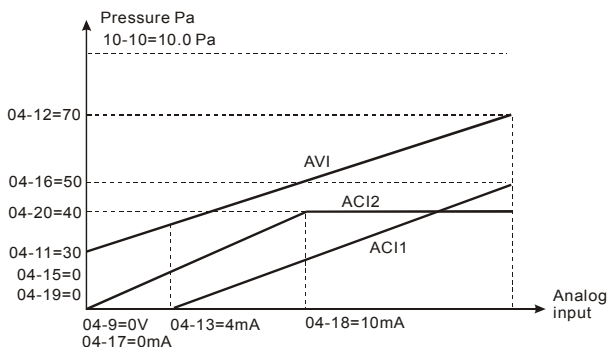 Pressure Pa
10-10=10.0 Pa
04-12=70
AVI
04-16=50
ACI2
04-20=40
ACI1
04-11=30
04-15=0
04-19=0
Analog
input
04-9=0V
04-13=4mA
04-18=10mA
04-17=0mA